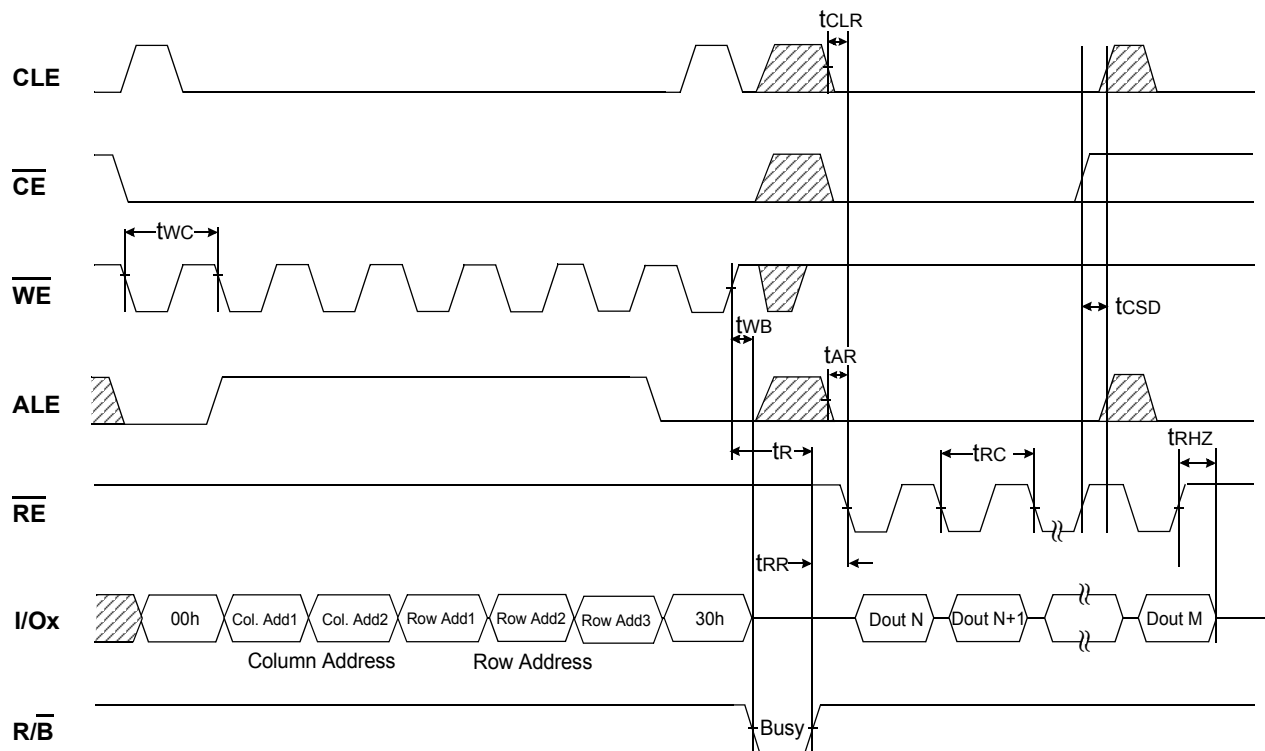 tCLR
CLE
CE
tWC
WE
tWB
tCSD
tAR
ALE
tR
tRC
tRHZ
RE
tRR
I/Ox
00h
Col. Add1
Col. Add2
Row Add1
Row Add2
Row Add3
30h
Dout N
Dout N+1
Dout M
Column Address
Row Address
R/B
Busy